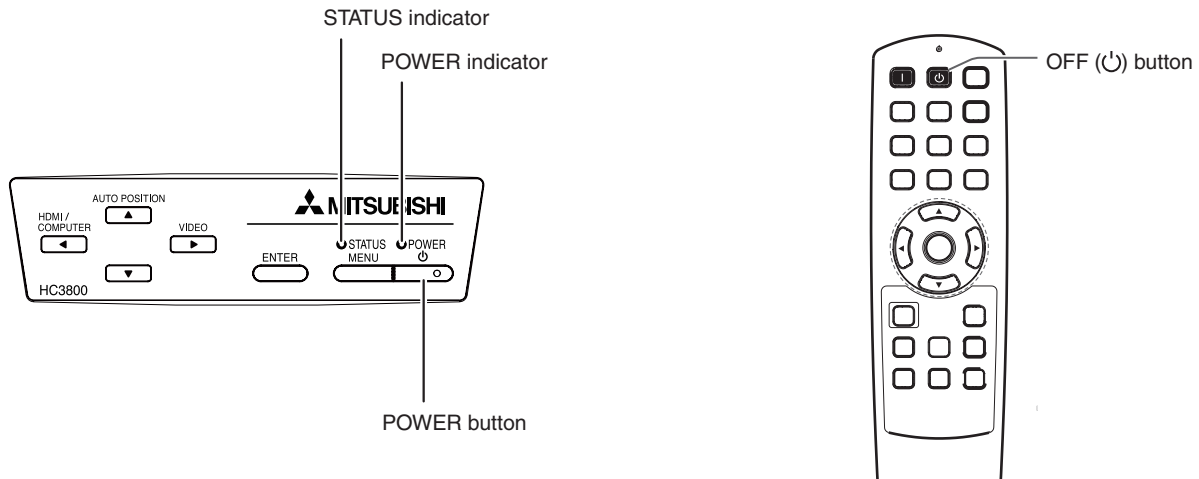 STATUS indicator
POWER indicator
OFF (⏻) button
AUTO POSITION
MITSUBISHI
HDMI /
COMPUTER
VIDEO
STATUS
POWER
ENTER
MENU
HC3800
POWER button